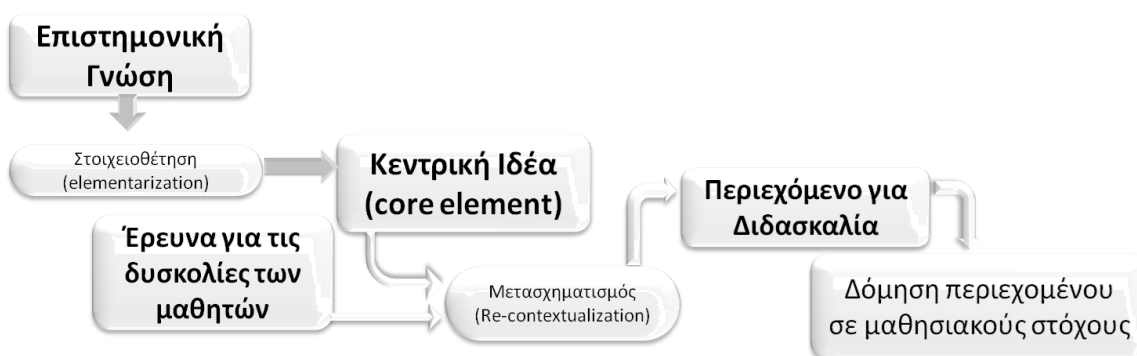 Επιστημονική
Γνώση
Στοιχειοθέτηση
(elementarization)
Κεντρική Ιδέα
(core element)
Έρευνα για τις
δυσκολίες των
μαθητών
Μετασχηματισμός
(Re-contextualization)
Περιεχόμενο για
Διδασκαλία
Δόμηση περιεχομένου
σε μαθησιακούς στόχους